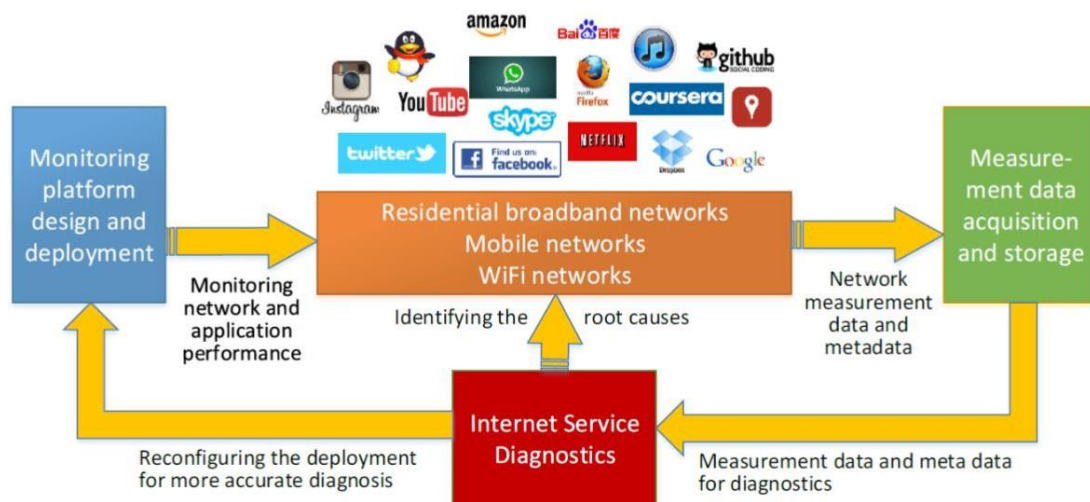 amazon
Bai 百度
github
SOCIAL CODING
Instagram
YouTube
WhatsApp
mozilla
Firefox
coursera
skype
twitter
Find us on:
facebook
NETFLIX
Dropbox
Google
Monitoring
platform
design and
deployment
Residential broadband networks
Mobile networks
WiFi networks
Measure-
ment data
acquisition
and storage
Monitoring
network and
application
performance
Identifying the root causes
Network
measurement
data and
metadata
Internet Service
Diagnostics
Reconfiguring the deployment
for more accurate diagnosis
Measurement data and meta data
for diagnostics